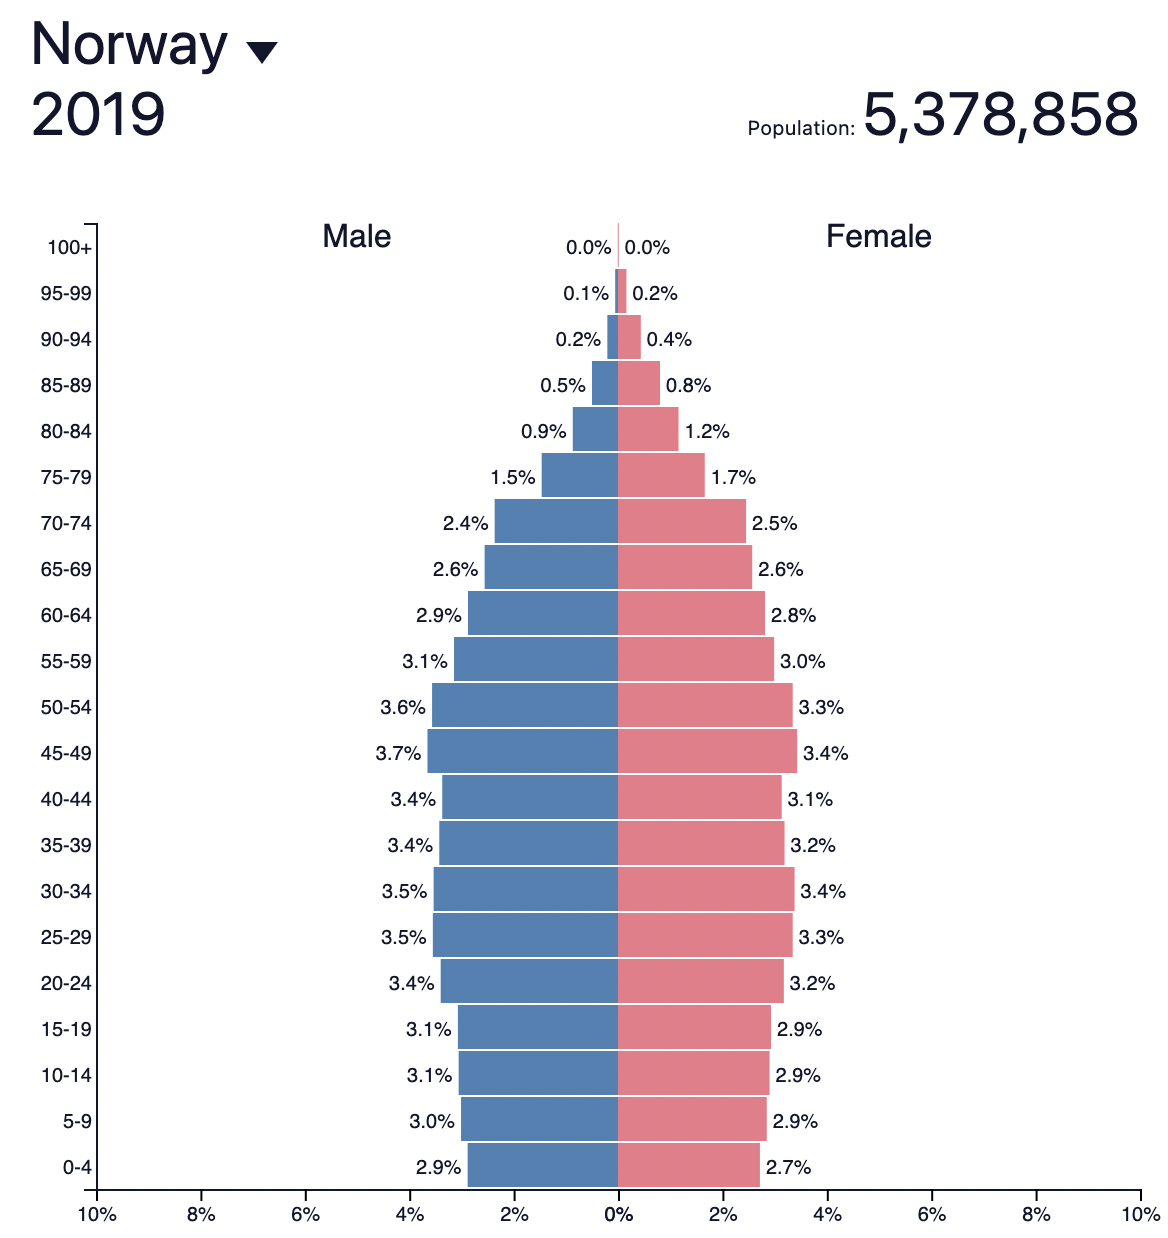 Norway
2019
Population: 5,378,858
Male Female
100+ 0.0% 0.0%
95-99 0.1% 0.2%
90-94 0.2% 0.4%
85-89 0.5% 0.8%
80-84 0.9% 1.2%
75-79 1.5% 1.7%
70-74 2.4% 2.5%
65-69 2.6% 2.6%
60-64 2.9% 2.8%
55-59 3.1% 3.0%
50-54 3.6% 3.3%
45-49 3.7% 3.4%
40-44 3.4% 3.1%
35-39 3.4% 3.2%
30-34 3.5% 3.4%
25-29 3.5% 3.3%
20-24 3.4% 3.2%
15-19 3.1% 2.9%
10-14 3.1% 2.9%
5-9 3.0% 2.9%
0-4 2.9% 2.7%
10% 8% 6% 4% 2% 0% 2% 4% 6% 8% 10%